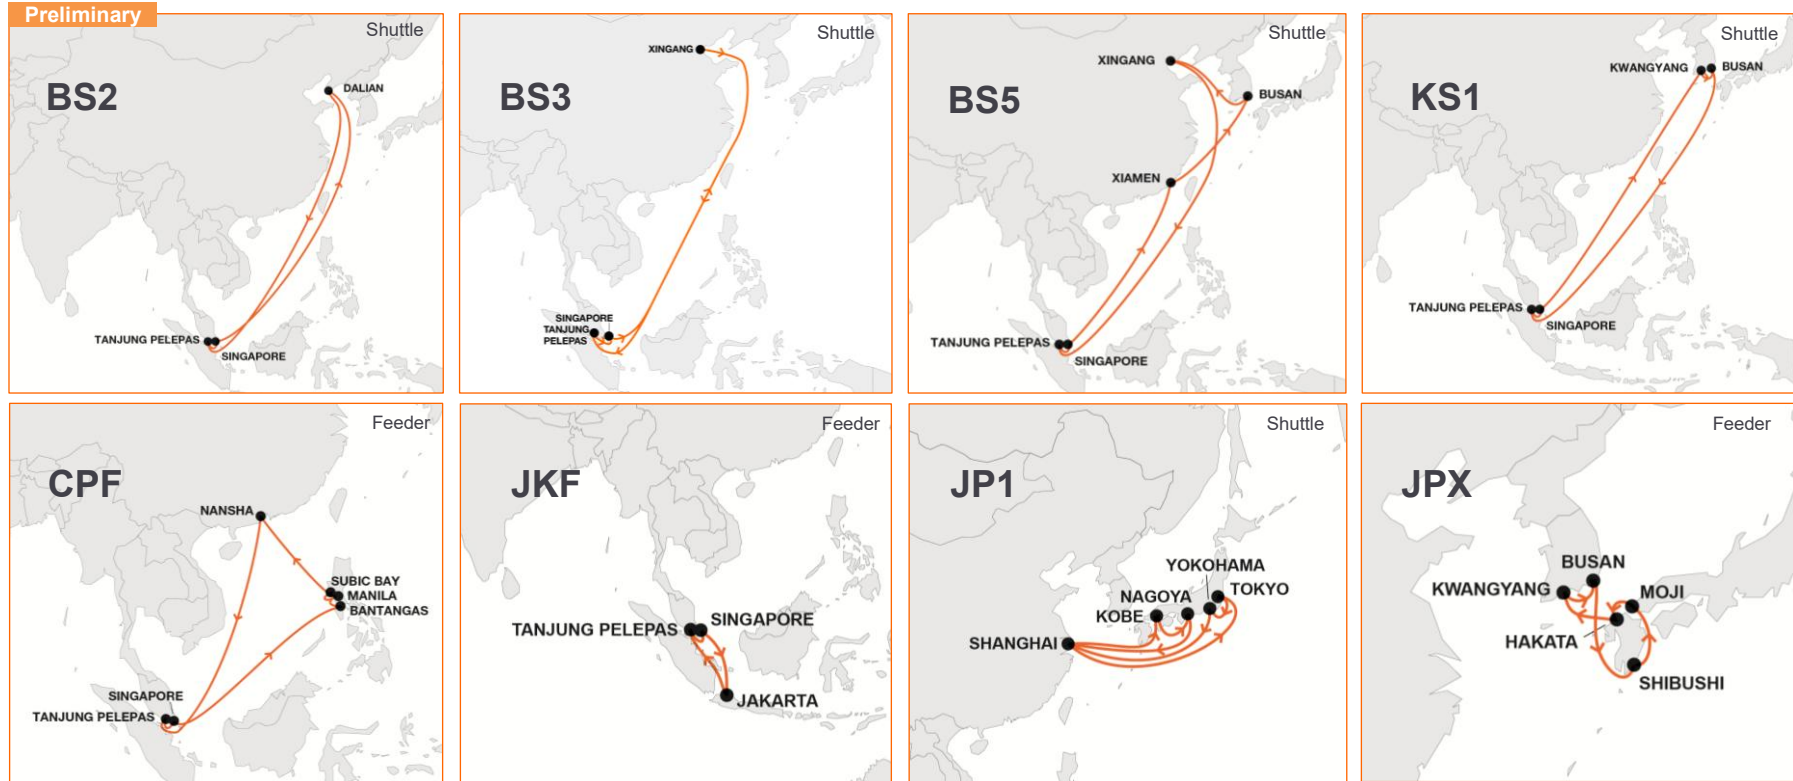 Preliminary
Shuttle
BS2
DALIAN
TANJUNG PELEPAS
SINGAPORE
Shuttle
BS3
XINGANG
SINGAPORE
TANJUNG
PELEPAS
Shuttle
BS5
XINGANG
BUSAN
XIAMEN
TANJUNG PELEPAS
SINGAPORE
Shuttle
KS1
KWANGYANG
BUSAN
TANJUNG PELEPAS
SINGAPORE
Feeder
CPF
NANSHA
SUBIC BAY
MANILA
BANTANGAS
SINGAPORE
TANJUNG PELEPAS
Feeder
JKF
TANJUNG PELEPAS
SINGAPORE
JAKARTA
Shuttle
JP1
YOKOHAMA
TOKYO
NAGOYA
KOBE
SHANGHAI
Feeder
JPX
BUSAN
KWANGYANG
MOJI
HAKATA
SHIBUSHI